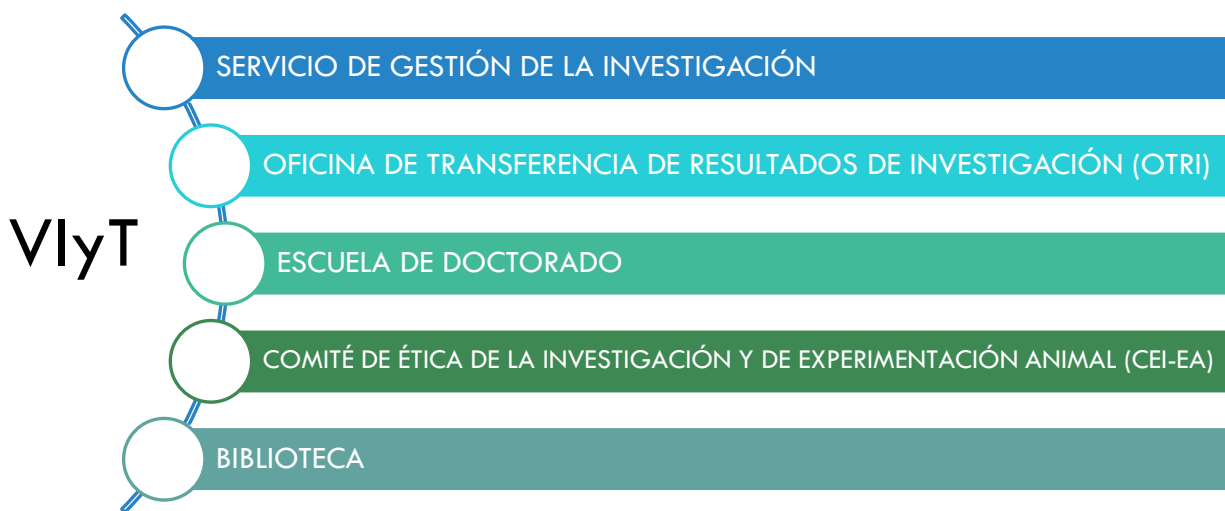 SERVICIO DE GESTIÓN DE LA INVESTIGACIÓN
OFICINA DE TRANSFERENCIA DE RESULTADOS DE INVESTIGACIÓN (OTRI)
VIyT
ESCUELA DE DOCTORADO
COMITÉ DE ÉTICA DE LA INVESTIGACIÓN Y DE EXPERIMENTACIÓN ANIMAL (CEI-EA)
BIBLIOTECA